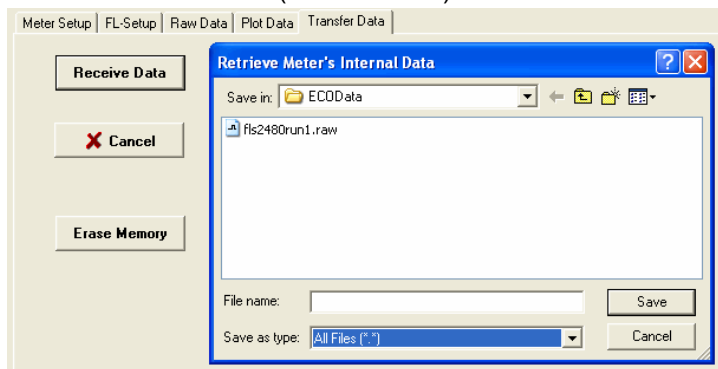 Meter Setup FL-Setup Raw Data Plot Data Transfer Data
Receive Data
Cancel
Erase Memory
Retrieve Meter's Internal Data
Save in: ECOData
fls2480run1.raw
File name:
Save
Save as type: All Files (*.*)
Cancel